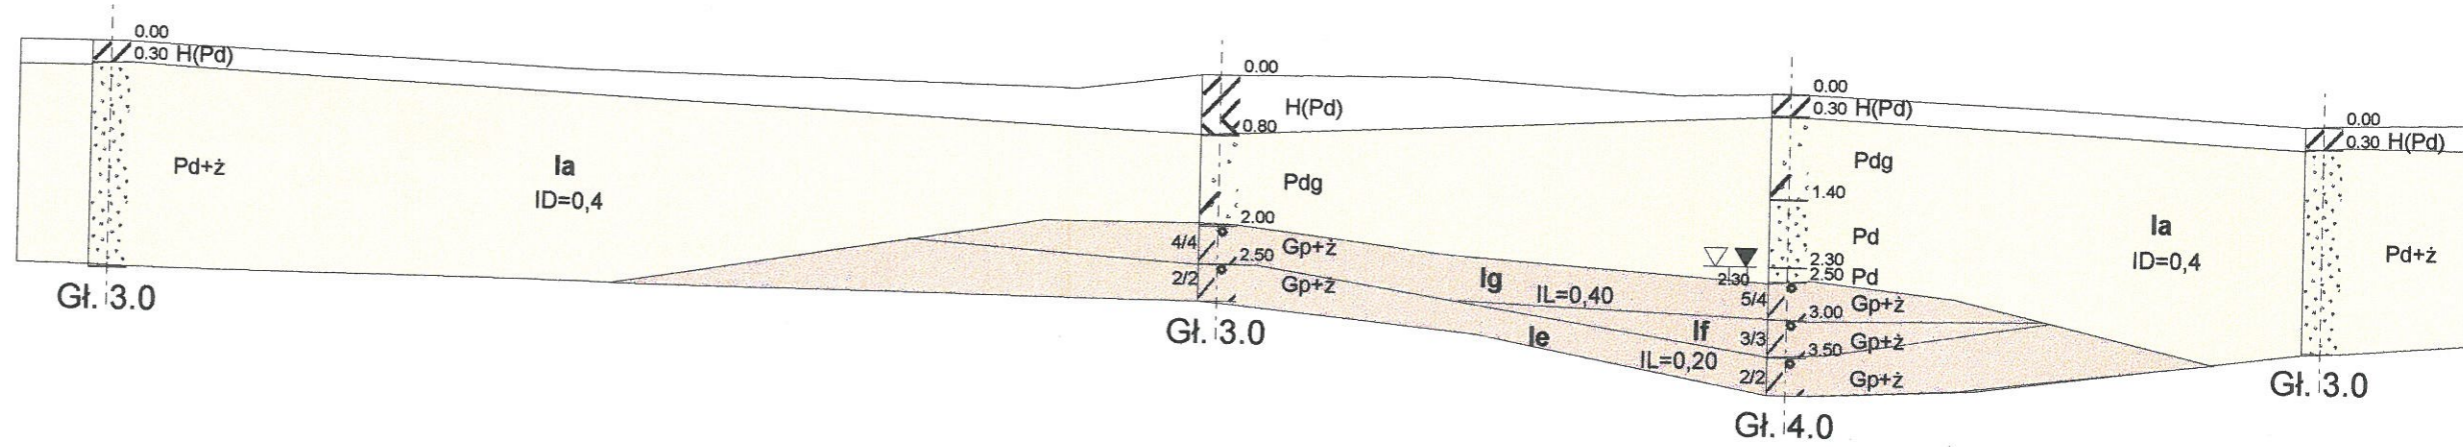 0.00
0.30 H(Pd)
Pd+ż
Ia
ID=0,4
Gł. 3.0
0.00
H(Pd)
0.80
Pdg
2.00
4/4
Gp+ż
2.50
2/2
Gp+ż
Gł. 3.0
Ig
IL=0,40
If
Ie
IL=0,20
0.00
0.30 H(Pd)
Pdg
1.40
Pd
2.30
2.30
2.50 Pd
5/4
Gp+ż
3.00
3/3
Gp+ż
3.50
2/2
Gp+ż
Gł. 4.0
Ia
ID=0,4
0.00
0.30 H(Pd)
Pd+ż
Gł. 3.0